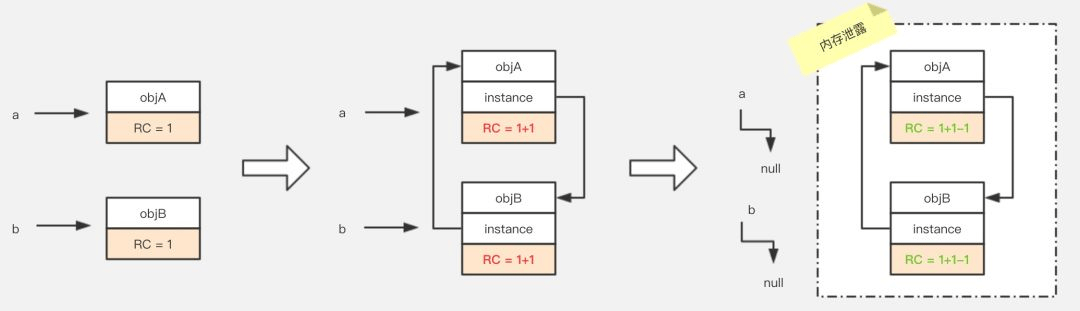 a
objA
RC = 1
b
objB
RC = 1
a
objA
instance
RC = 1+1
b
objB
instance
RC = 1+1
a
null
b
null
内存泄露
objA
instance
RC = 1+1-1
objB
instance
RC = 1+1-1